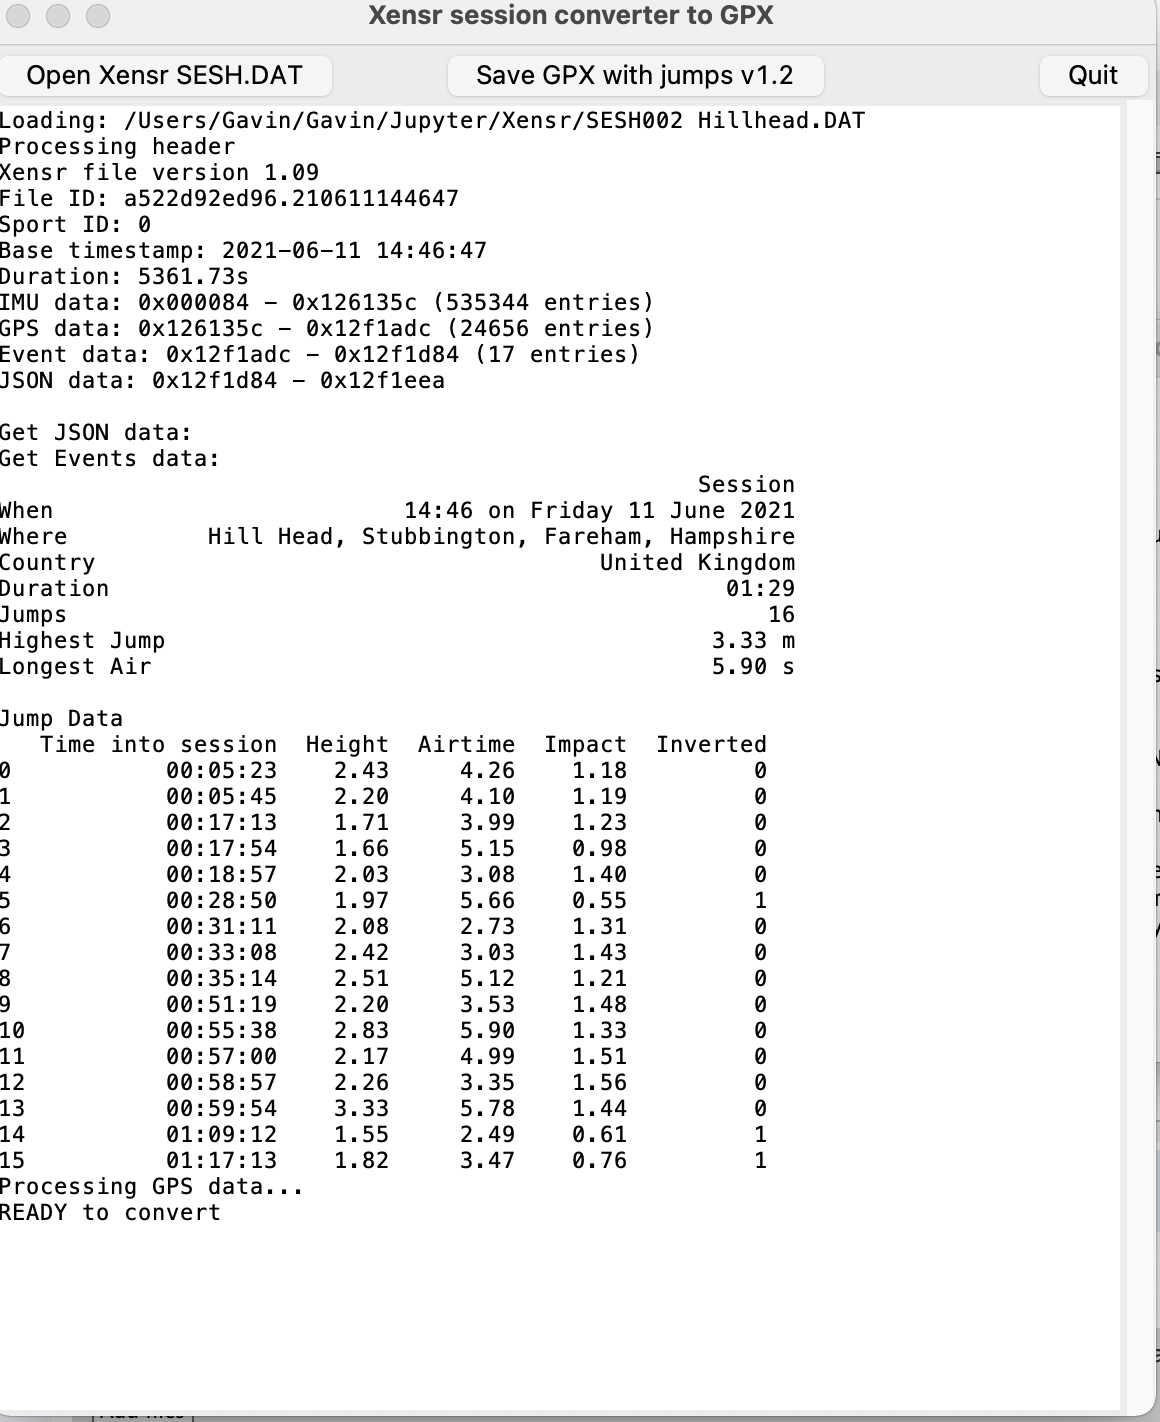 Xensr session converter to GPX
Open Xensr SESH.DAT Save GPX with jumps v1.2 Quit
Loading: /Users/Gavin/Gavin/Jupyter/Xensr/SESH002 Hillhead.DAT
Processing header
Xensr file version 1.09
File ID: a522d92ed96.210611144647
Sport ID: 0
Base timestamp: 2021-06-11 14:46:47
Duration: 5361.73s
IMU data: 0x000084 - 0x126135c (535344 entries)
GPS data: 0x126135c - 0x12f1adc (24656 entries)
Event data: 0x12f1adc - 0x12f1d84 (17 entries)
JSON data: 0x12f1d84 - 0x12f1eea
Get JSON data:
Get Events data:
Session
When 14:46 on Friday 11 June 2021
Where Hill Head, Stubbington, Fareham, Hampshire
Country United Kingdom
Duration 01:29
Jumps 16
Highest Jump 3.33 m
Longest Air 5.90 s
Jump Data
Time into session Height Airtime Impact Inverted
0 00:05:23 2.43 4.26 1.18 0
1 00:05:45 2.20 4.10 1.19 0
2 00:17:13 1.71 3.99 1.23 0
3 00:17:54 1.66 5.15 0.98 0
4 00:18:57 2.03 3.08 1.40 0
5 00:28:50 1.97 5.66 0.55 1
6 00:31:11 2.08 2.73 1.31 0
7 00:33:08 2.42 3.03 1.43 0
8 00:35:14 2.51 5.12 1.21 0
9 00:51:19 2.20 3.53 1.48 0
10 00:55:38 2.83 5.90 1.33 0
11 00:57:00 2.17 4.99 1.51 0
12 00:58:57 2.26 3.35 1.56 0
13 00:59:54 3.33 5.78 1.44 0
14 01:09:12 1.55 2.49 0.61 1
15 01:17:13 1.82 3.47 0.76 1
Processing GPS data...
READY to convert